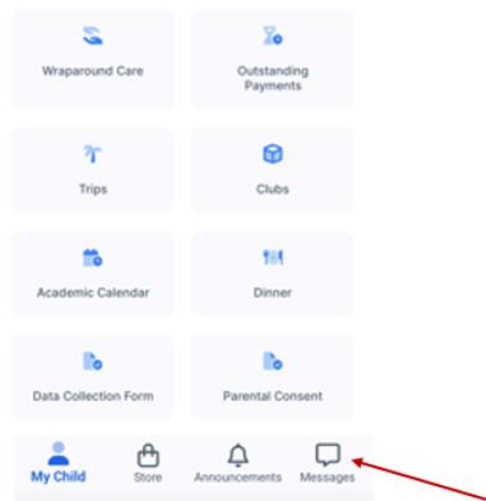 Wraparound Care
Outstanding
Payments
Trips
Clubs
Academic Calendar
Dinner
Data Collection Form
Parental Consent
My Child
Store
Announcements
Messages